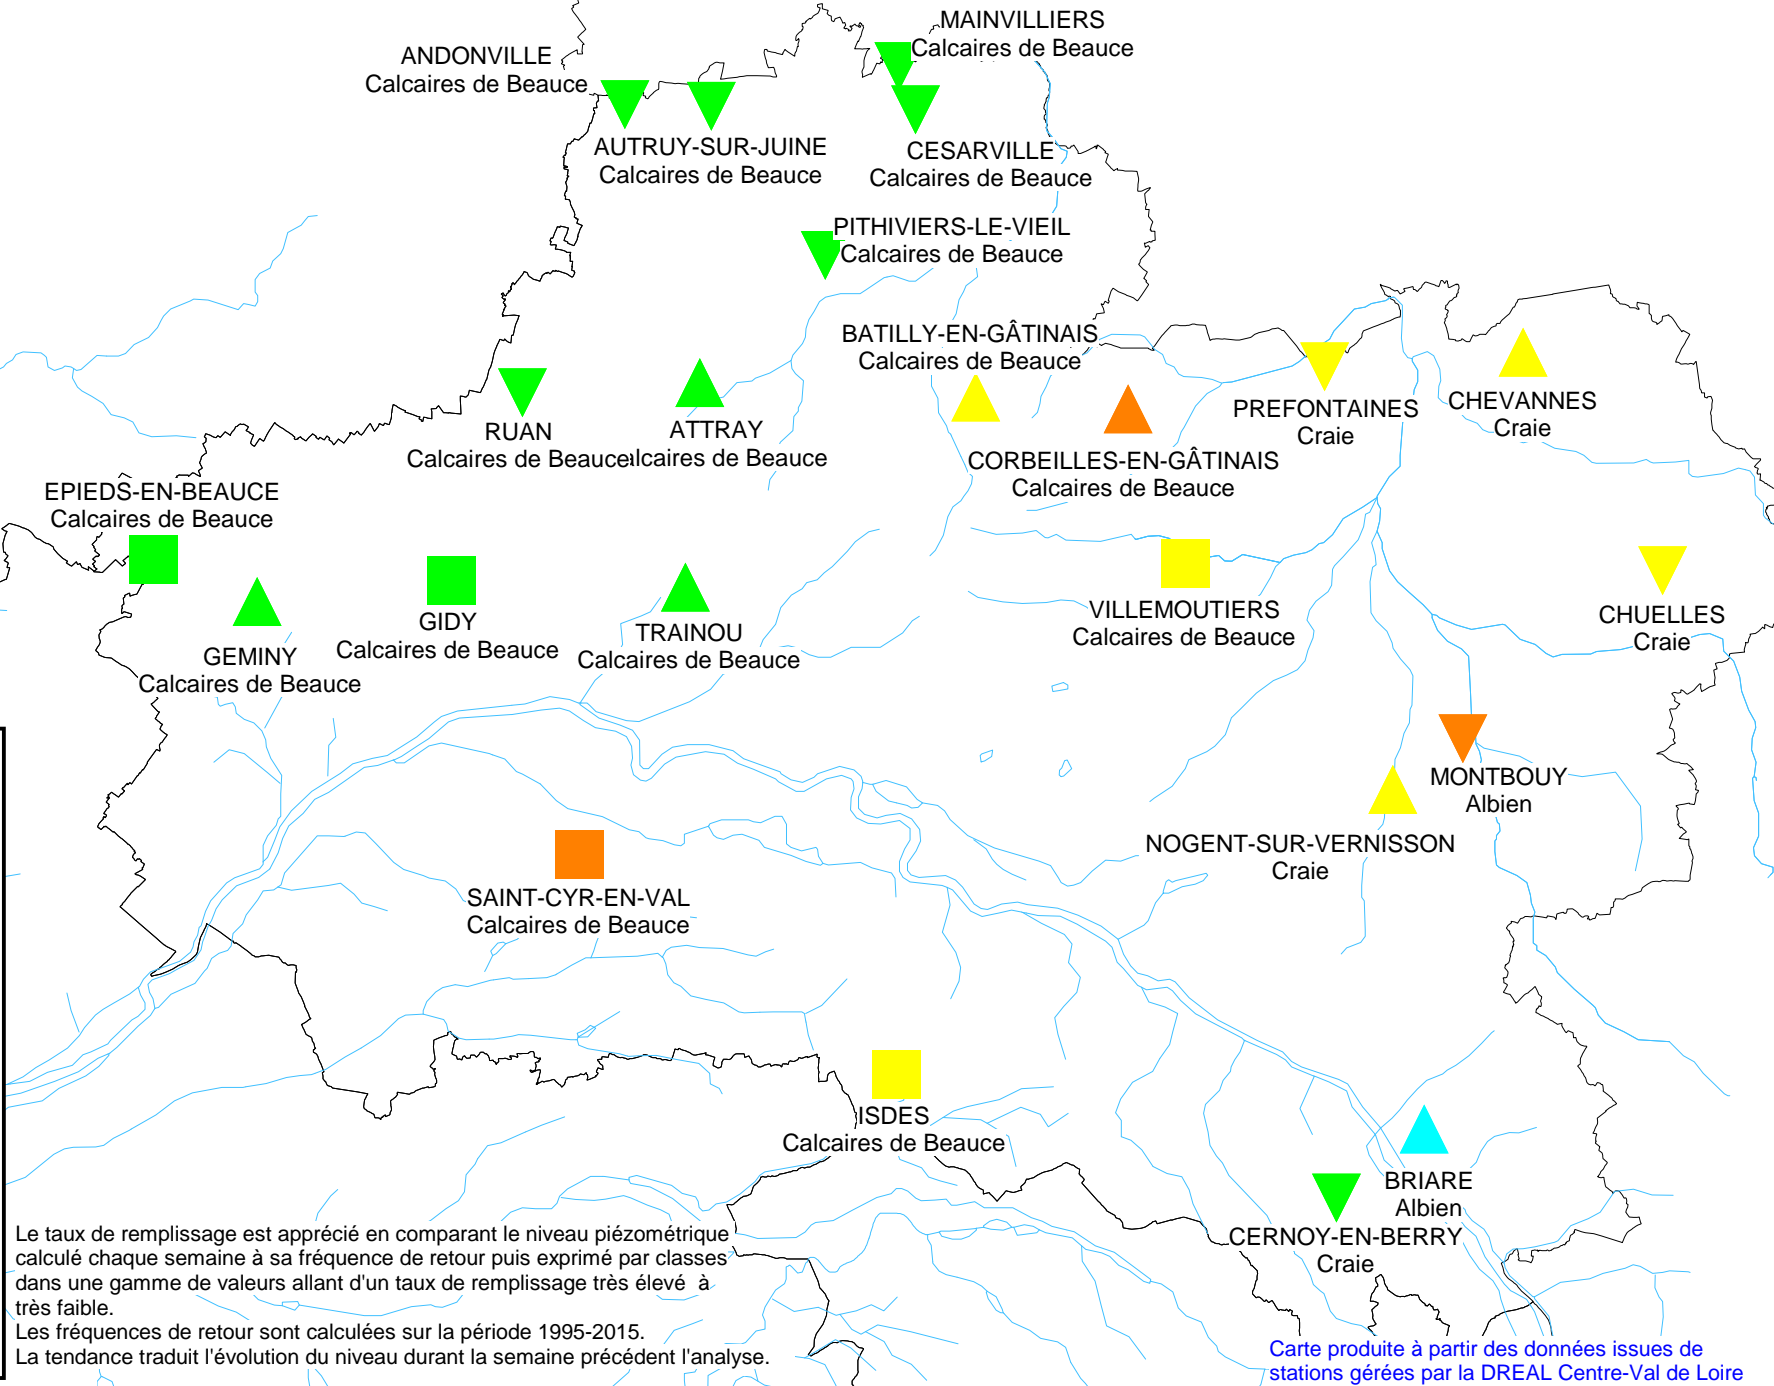 MAINVILLIERS
Calcaires de Beauce
ANDONVILLE
Calcaires de Beauce
AUTRUY-SUR-JUINE
Calcaires de Beauce
CESARVILLE
Calcaires de Beauce
PITHIVIERS-LE-VIEIL
Calcaires de Beauce
BATILLY-EN-GÂTINAIS
Calcaires de Beauce
PREFONTAINES
Craie
CHEVANNES
Craie
RUAN
Calcaires de Beauce
ATTRAY
lcaires de Beauce
CORBEILLES-EN-GÂTINAIS
Calcaires de Beauce
EPIEDS-EN-BEAUCE
Calcaires de Beauce
GEMINY
Calcaires de Beauce
GIDY
Calcaires de Beauce
TRAINOU
Calcaires de Beauce
VILLEMOUTIERS
Calcaires de Beauce
CHUELLES
Craie
MONTBOUY
Albien
NOGENT-SUR-VERNISSON
Craie
SAINT-CYR-EN-VAL
Calcaires de Beauce
ISDES
Calcaires de Beauce
BRIARE
Albien
CERNOY-EN-BERRY
Craie
Le taux de remplissage est apprécié en comparant le niveau piézométrique
calculé chaque semaine à sa fréquence de retour puis exprimé par classes
dans une gamme de valeurs allant d'un taux de remplissage très élevé à
très faible.
Les fréquences de retour sont calculées sur la période 1995-2015.
La tendance traduit l'évolution du niveau durant la semaine précédent l'analyse.
Carte produite à partir des données issues de
stations gérées par la DREAL Centre-Val de Loire